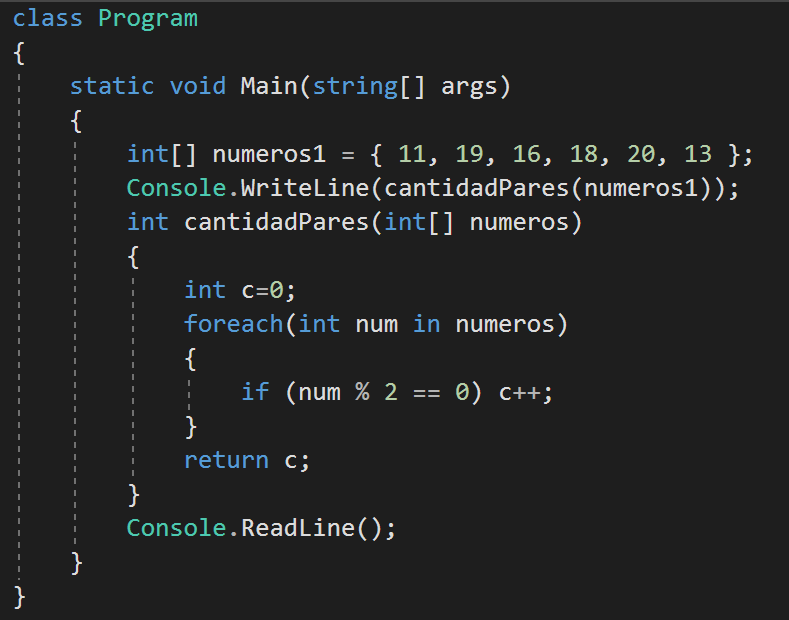 class Program
{
    static void Main(string[] args)
    {
        int[] numeros1 = { 11, 19, 16, 18, 20, 13 };
        Console.WriteLine(cantidadPares(numeros1));
        int cantidadPares(int[] numeros)
        {
            int c=0;
            foreach(int num in numeros)
            {
                if (num % 2 == 0) c++;
            }
            return c;
        }
        Console.ReadLine();
    }
}